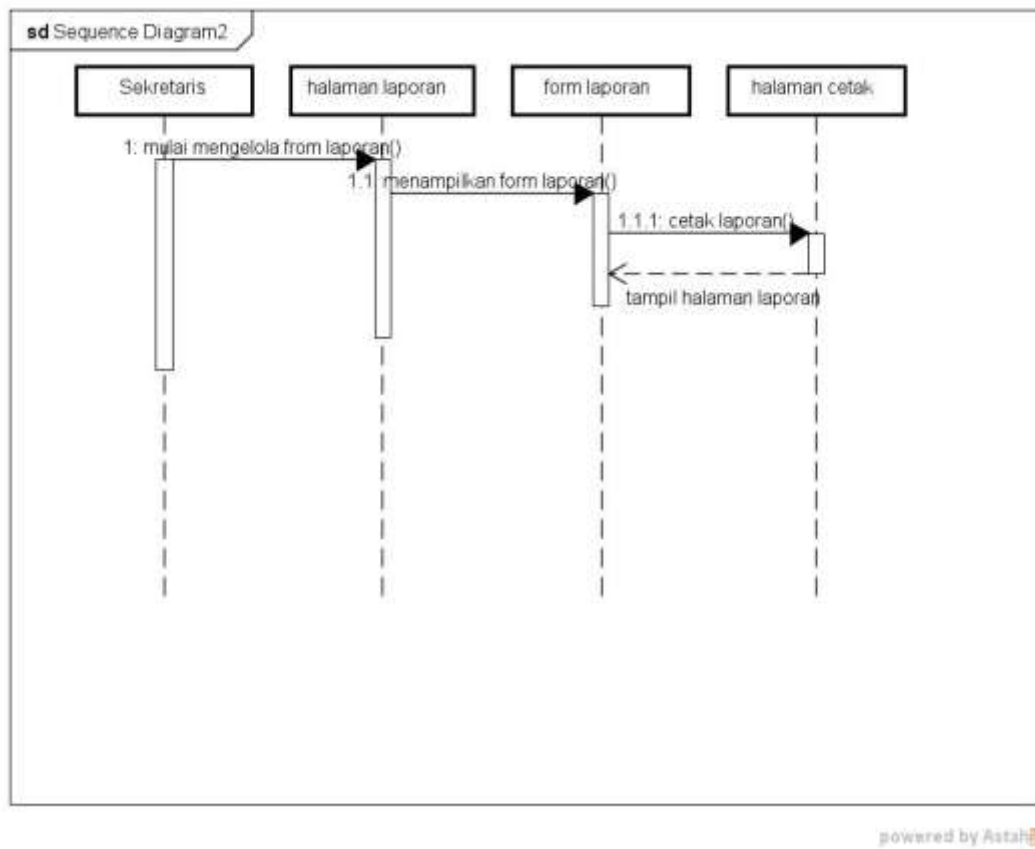 sd Sequence Diagram2
Sekretaris
halaman laporan
form laporan
halaman cetak
1: mulai mengelola from laporan()
1.1: menampilkan form laporan()
1.1.1: cetak laporan()
tampil halaman laporan
powered by Astah